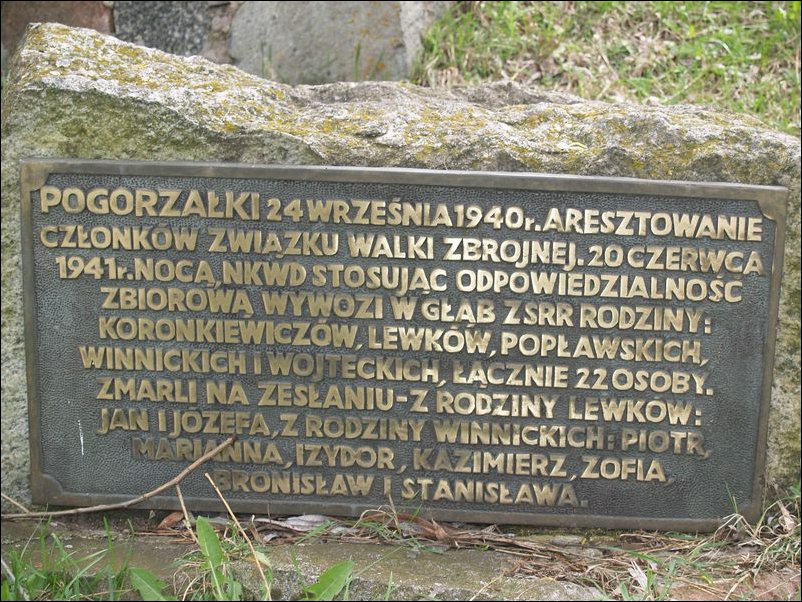 POGORZAŁKI 24 WRZEŚNIA 1940r. ARESZTOWANIE
CZŁONKÓW ZWIĄZKU WALKI ZBROJNEJ. 20 CZERWCA
1941r. NOCĄ, NKWD STOSUJĄC ODPOWIEDZIALNOŚĆ
ZBIOROWĄ WYWOZI W GŁĄB ZSRR RODZINY:
KORONKIEWICZÓW, LEWKÓW, POPŁAWSKICH,
WINNICKICH I WOJTECKICH, ŁĄCZNIE 22 OSOBY.
ZMARLI NA ZESŁANIU-Z RODZINY LEWKÓW:
JAN I JÓZEFA, Z RODZINY WINNICKICH: PIOTR,
MARIANNA, IZYDOR, KAZIMIERZ, ZOFIA,
BRONISŁAW I STANISŁAWA.